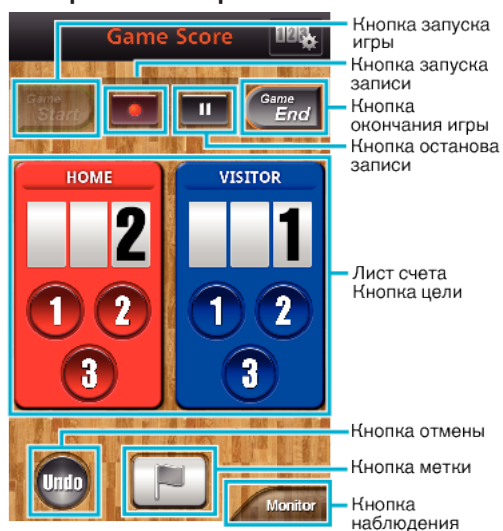 Game Score
123
Кнопка запуска
игры
Кнопка запуска
записи
Game
Start
Game
End
Кнопка
окончания игры
Кнопка останова
записи
HOME
VISITOR
2
1
1
2
3
1
2
3
Лист счета
Кнопка цели
Кнопка отмены
Undo
Кнопка метки
Monitor
Кнопка
наблюдения